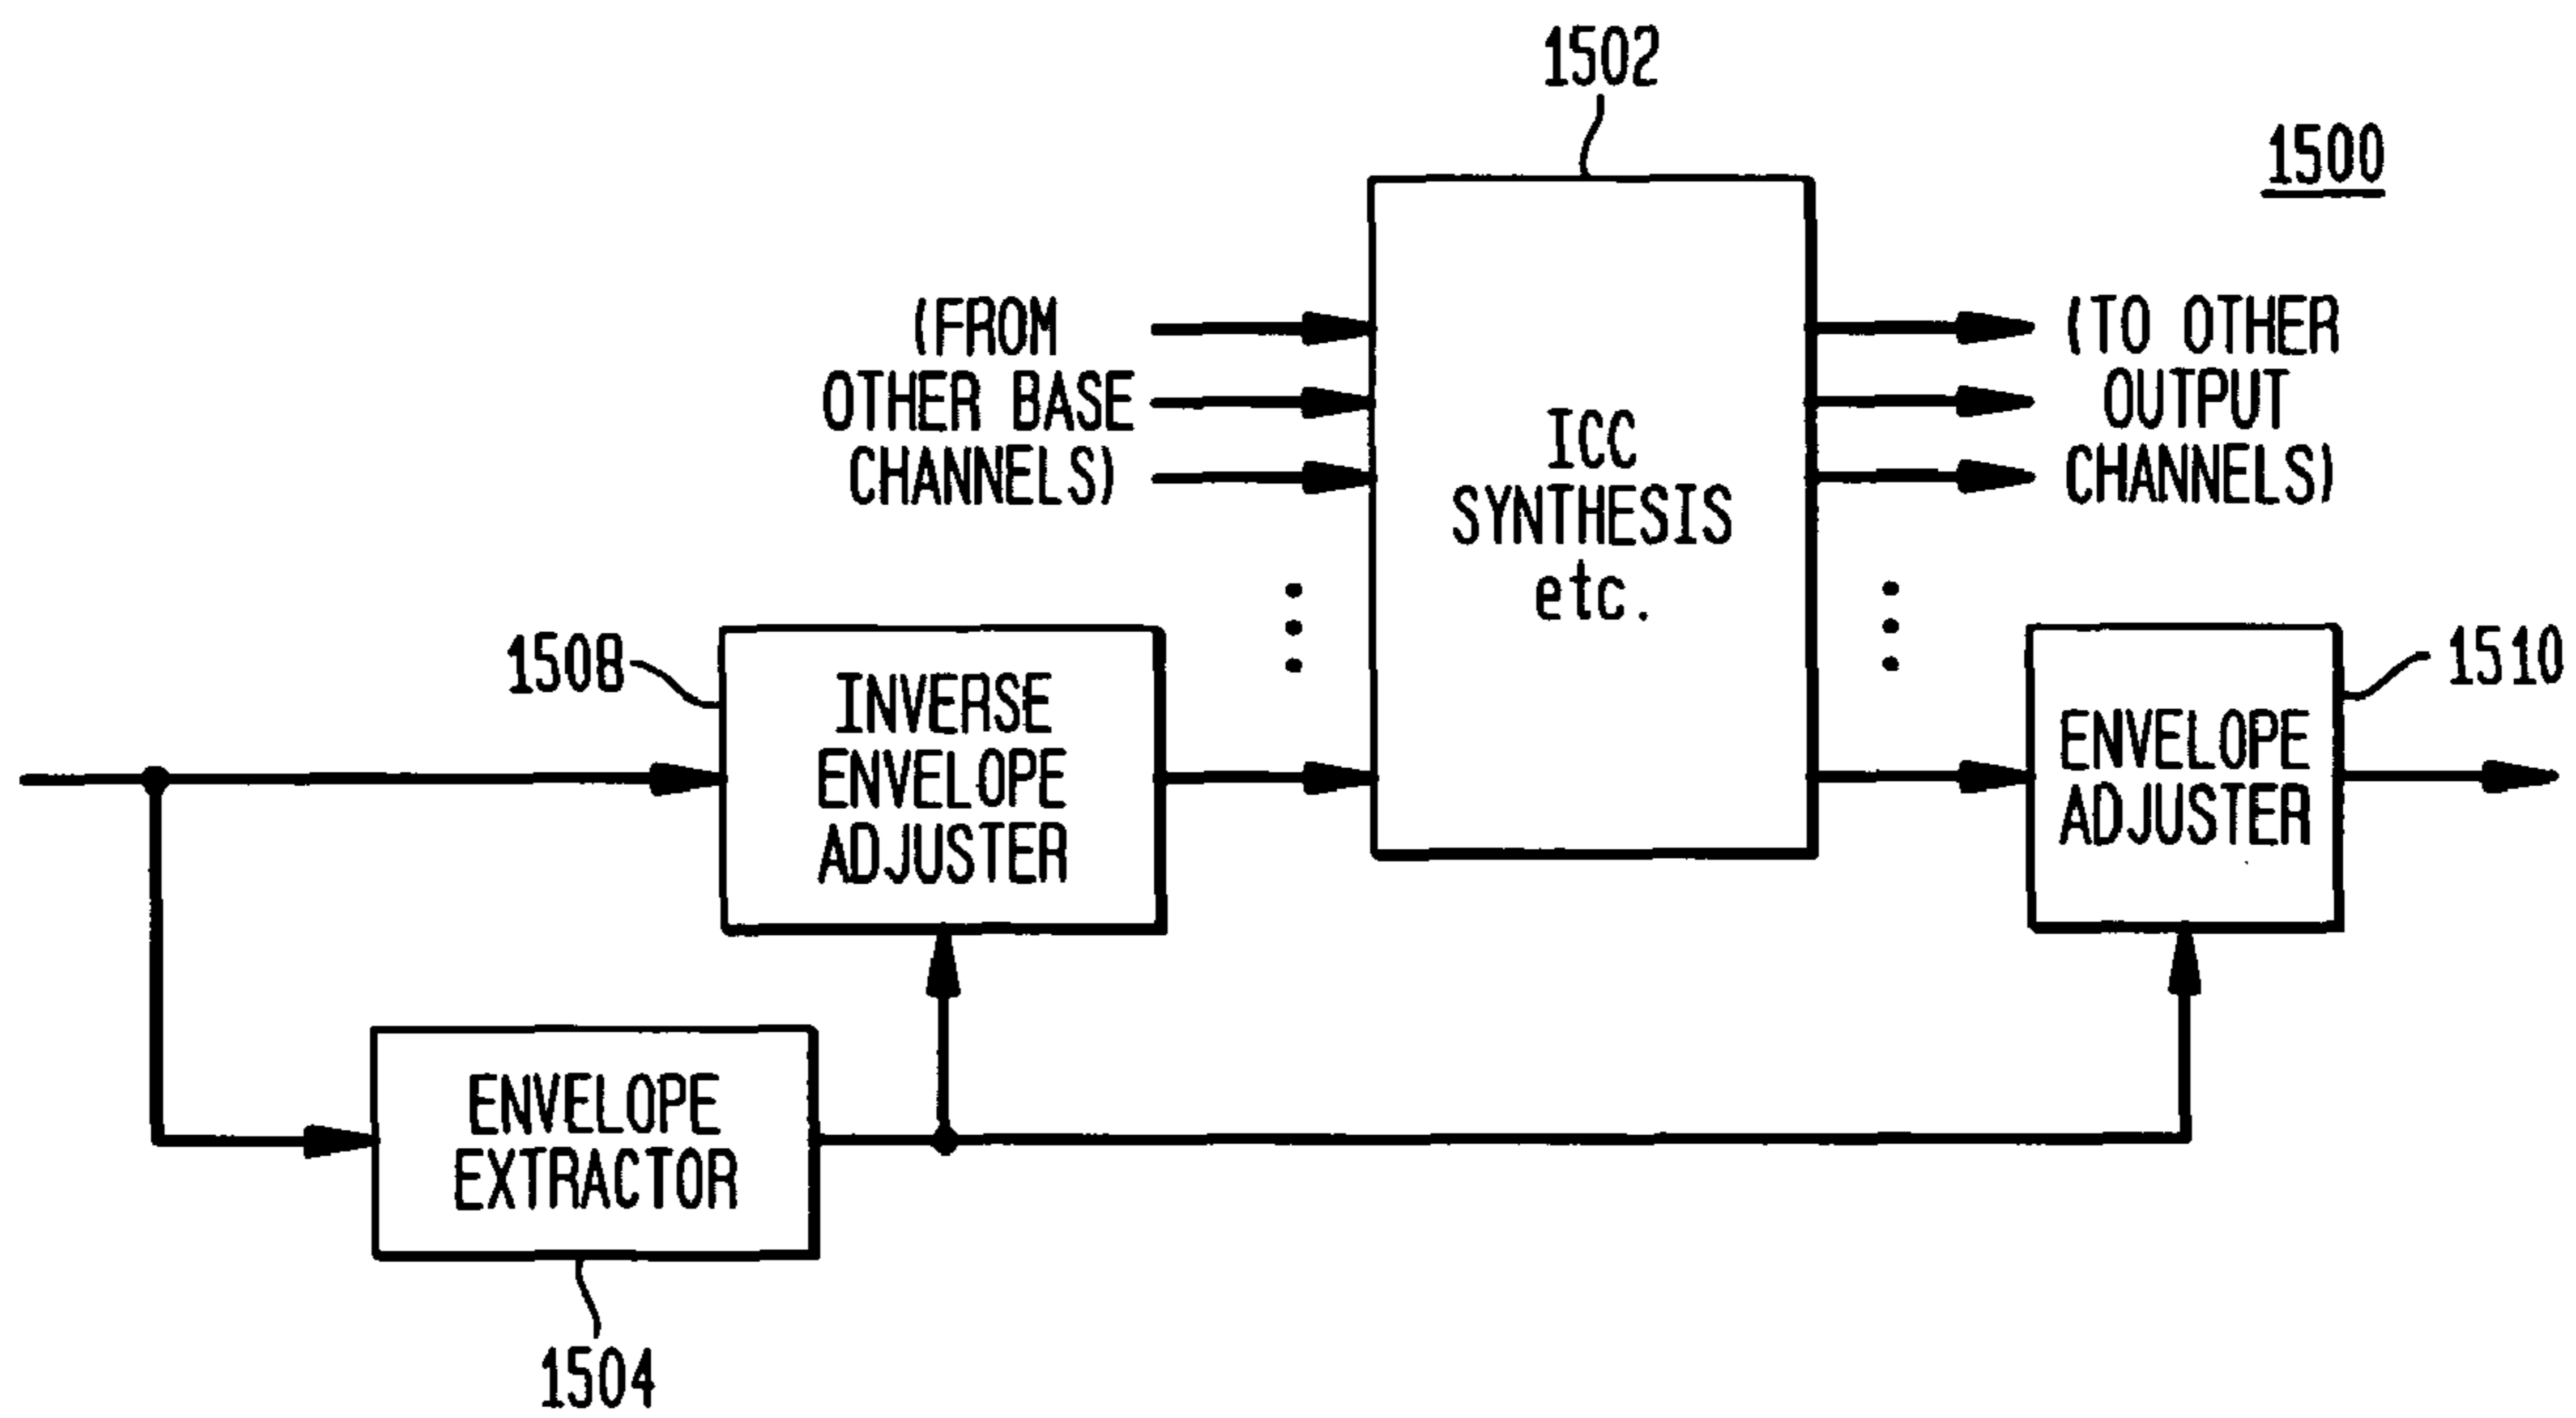 1502
1500
(FROM
OTHER BASE
CHANNELS)
ICC
SYNTHESIS
etc.
(TO OTHER
OUTPUT
CHANNELS)
1508
INVERSE
ENVELOPE
ADJUSTER
ENVELOPE
ADJUSTER
1510
ENVELOPE
EXTRACTOR
1504